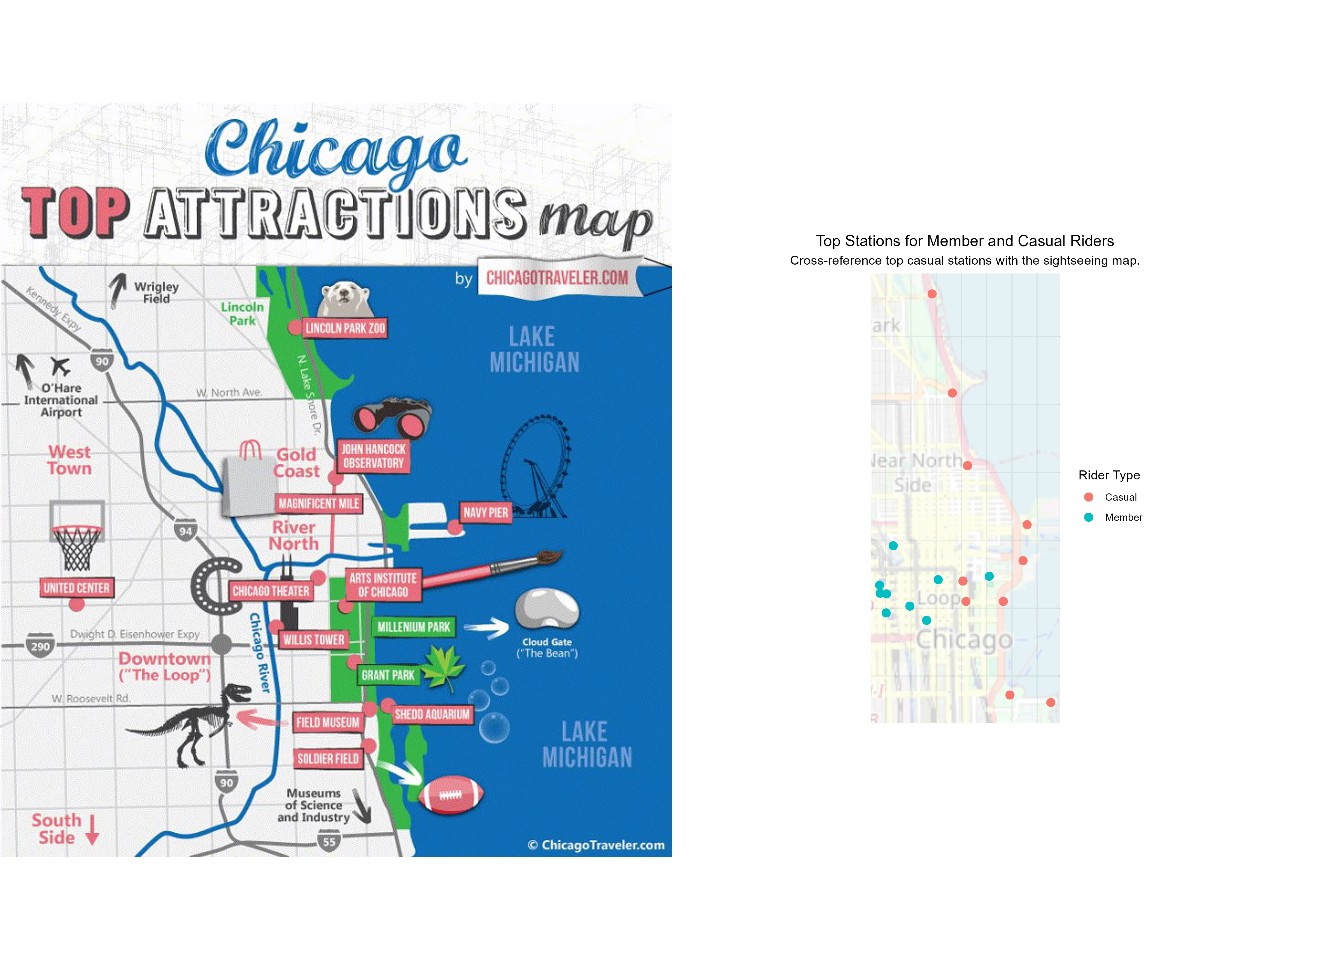 Chicago
TOP ATTRACTIONS map
by CHICAGOTRAVELER.COM
Kennedy Expy
Wrigley
Field
Lincoln
Park
LINCOLN PARK ZOO
LAKE
MICHIGAN
90
O'Hare
International
Airport
W. North Ave.
N. Lake Shore Dr.
West
Town
Gold
Coast
JOHN HANCOCK
OBSERVATORY
MAGNIFICENT MILE
NAVY PIER
94
River
North
UNITED CENTER
CHICAGO THEATER
ARTS INSTITUTE
OF CHICAGO
MILLENIUM PARK
Cloud Gate
("The Bean")
290
Dwight D. Eisenhower Expy
Chicago River
WILLIS TOWER
Downtown
("The Loop")
GRANT PARK
W. Roosevelt Rd.
FIELD MUSEUM
SHEDD AQUARIUM
SOLDIER FIELD
LAKE
MICHIGAN
90
Museums
of Science
and Industry
South
Side
55
© ChicagoTraveler.com
Top Stations for Member and Casual Riders
Cross-reference top casual stations with the sightseeing map.
ark
Near North
Side
Loop
Chicago
Rider Type
Casual
Member